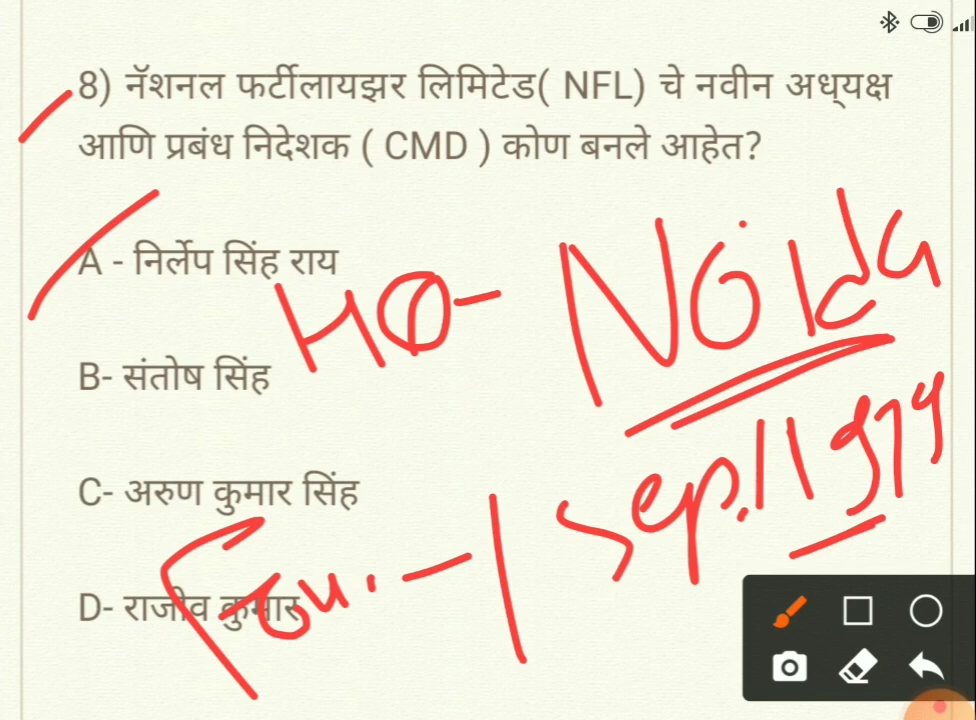 8) नॅशनल फर्टीलायझर लिमिटेड( NFL) चे नवीन अध्यक्ष
आणि प्रबंध निदेशक ( CMD ) कोण बनले आहेत?
A - निर्लेप सिंह राय
HQ- Noida
B- संतोष सिंह
C- अरुण कुमार सिंह
Fou. - 1 Sep. 1974
D- राजीव कुमार